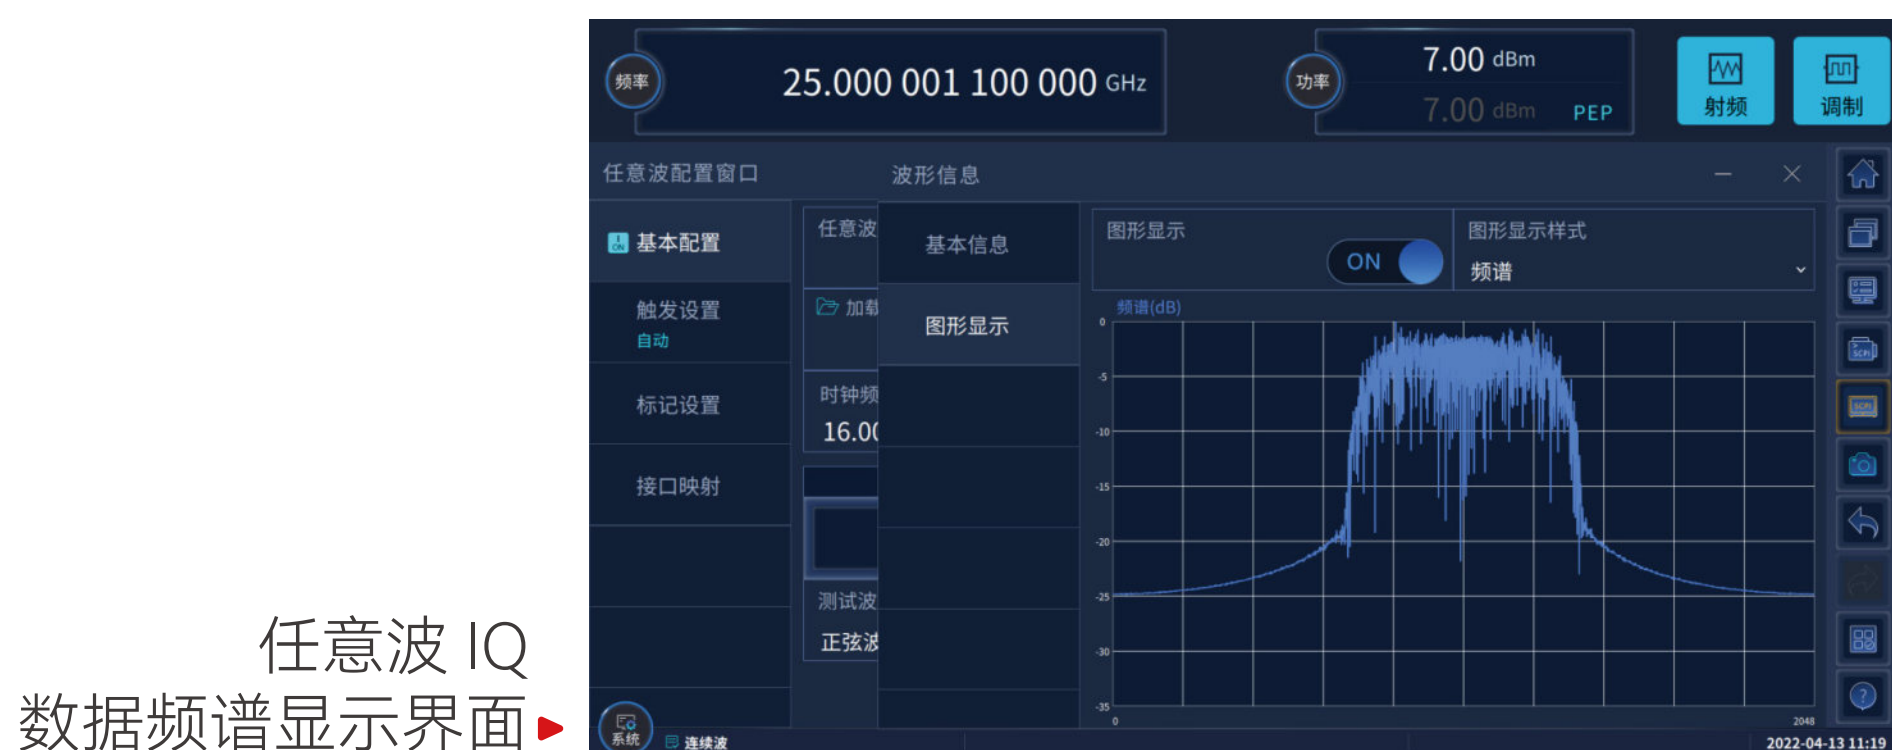 频率
25.000 001 100 000 GHz
功率
7.00 dBm
7.00 dBm PEP
射频
调制
任意波配置窗口
波形信息
ON
基本配置
任意波
基本信息
图形显示
ON
图形显示样式
频谱
触发设置
自动
加载
图形显示
频谱(dB)
0
-5
-10
-15
-20
-25
-30
-35
0
2048
标记设置
时钟频
16.00
接口映射
测试波
正弦波
SCPI
SCPI
?
系统
连续波
2022-04-13 11:19
任意波 IQ
数据频谱显示界面